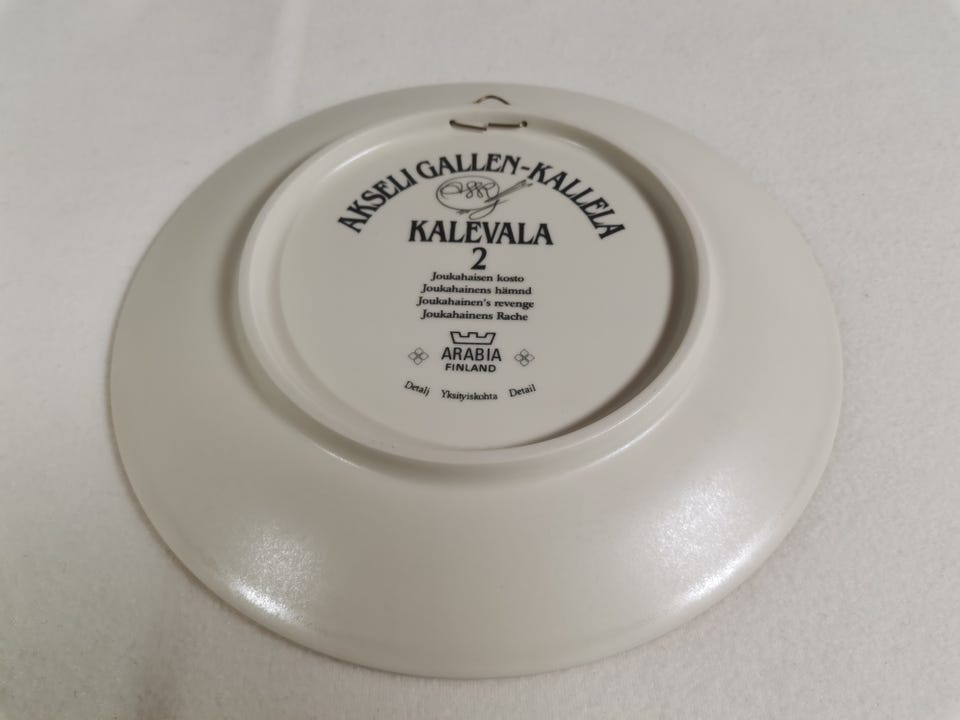 AKSELI GALLEN-KALLELA
KALEVALA
2
Joukahaisen kosto
Joukahainens hämnd
Joukahainen's revenge
Joukahainens Rache
ARABIA
FINLAND
Detalj Yksityiskohta Detail